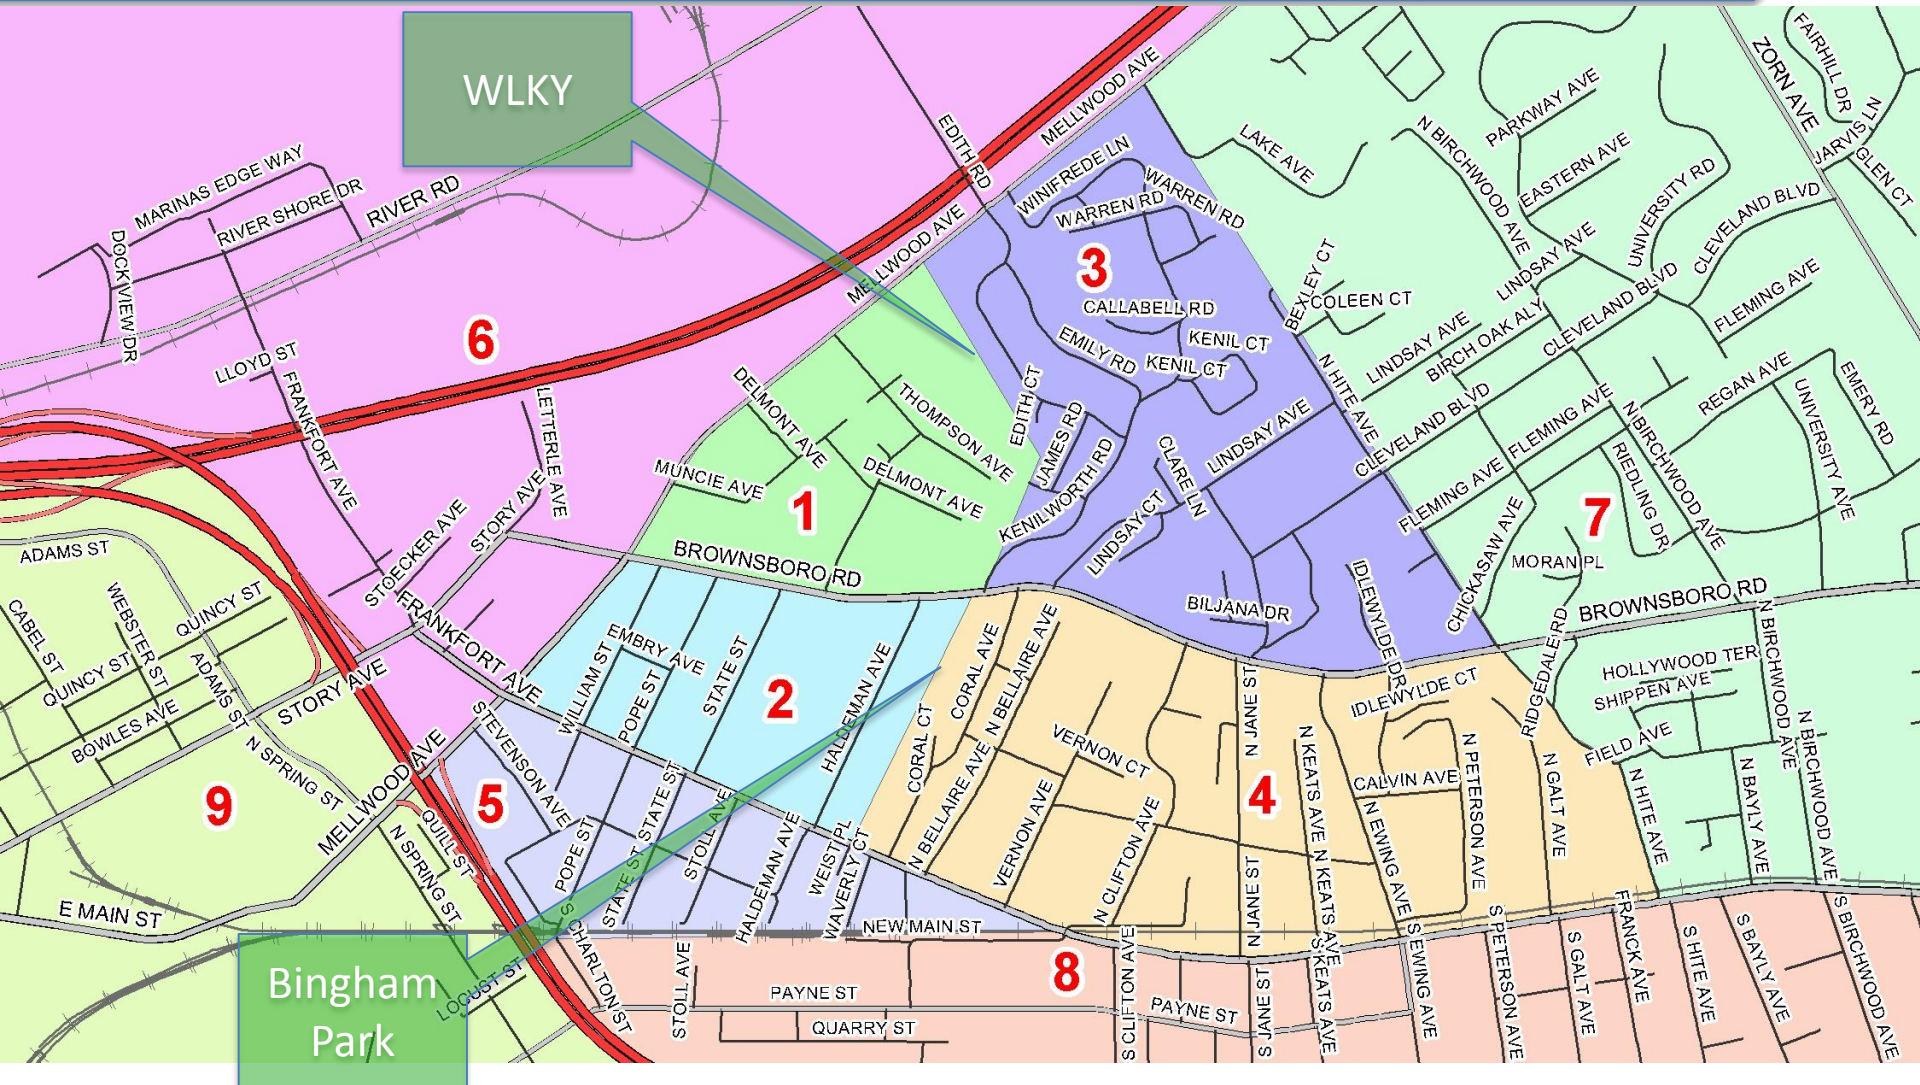 WLKY
MELLWOOD AVE
ZORN AVE
FAIRHILL DR
JARVIS LN
GLEN CT
PARKWAY AVE
N BIRCHWOOD AVE
EASTERN AVE
UNIVERSITY RD
CLEVELAND BLVD
LAKE AVE
EDITH RD
WINIFREDE LN
WARREN RD
WARREN RD
MARINAS EDGE WAY
RIVER SHORE DR
RIVER RD
DOCKVIEW DR
MELLWOOD AVE
3
CALLABELL RD
KENIL CT
EMILY RD
KENIL CT
BEXLEY CT
COLEEN CT
LINDSAY AVE
LINDSAY AVE
BIRCH OAK ALY
CLEVELAND BLVD
FLEMING AVE
6
LLOYD ST
FRANKFORT AVE
LETTERLE AVE
DELMONT AVE
THOMPSON AVE
EDITH CT
JAMES RD
N HITE AVE
CLEVELAND BLVD
REGAN AVE
EMERY RD
UNIVERSITY AVE
FLEMING AVE
N BIRCHWOOD AVE
MUNCIE AVE
1
DELMONT AVE
KENILWORTH RD
CLARE LN
LINDSAY AVE
LINDSAY CT
FLEMING AVE
RIEDLING DR
7
CHICKASAW AVE
MORAN PL
STORY AVE
STOECKER AVE
BROWNSBORO RD
BILJANA DR
IDLEWYLDE DR
BROWNSBORO RD
ADAMS ST
QUINCY ST
WEBSTER ST
CABEL ST
QUINCY ST
ADAMS ST
BOWLES AVE
STORY AVE
FRANKFORT AVE
N SPRING ST
MELLWOOD AVE
EMBRY AVE
WILLIAM ST
POPE ST
STATE ST
2
HALDEMAN AVE
CORAL AVE
N BELLAIRE AVE
CORAL CT
N BELLAIRE AVE
VERNON CT
VERNON AVE
N CLIFTON AVE
N JANE ST
4
N KEATS AVE
IDLEWYLDE CT
CALVIN AVE
N EWING AVE
N PETERSON AVE
N GALT AVE
RIDGEDALE RD
HOLLYWOOD TER
SHIPPEN AVE
FIELD AVE
N HITE AVE
N BAYLY AVE
N BIRCHWOOD AVE
N BIRCHWOOD AVE
STEVENSON AVE
5
9
QUILL ST
N SPRING ST
POPE ST
STATE ST
STATE ST
STOLL AVE
HALDEMAN AVE
WEIST PL
WAVERLY CT
NEW MAIN ST
E MAIN ST
N JANE ST
N KEATS AVE
Bingham
Park
LOCUST ST
S CHARLTON ST
STOLL AVE
PAYNE ST
QUARRY ST
8
S CLIFTON AVE
PAYNE ST
S JANE ST
S KEATS AVE
S EWING AVE
S PETERSON AVE
S GALT AVE
FRANCK AVE
S HITE AVE
S BAYLY AVE
S BIRCHWOOD AVE